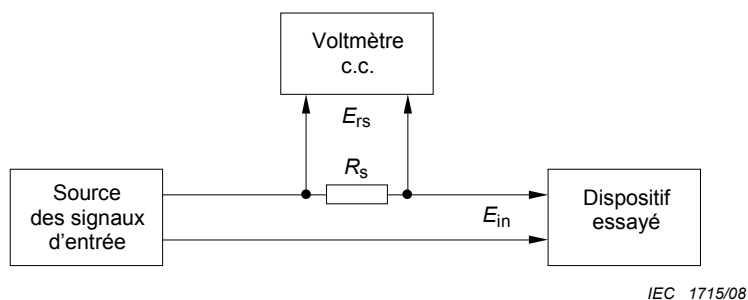 Voltmètre
c.c.
E_rs
R_s
Source
des signaux
d'entrée
E_in
Dispositif
essayé
IEC 1715/08